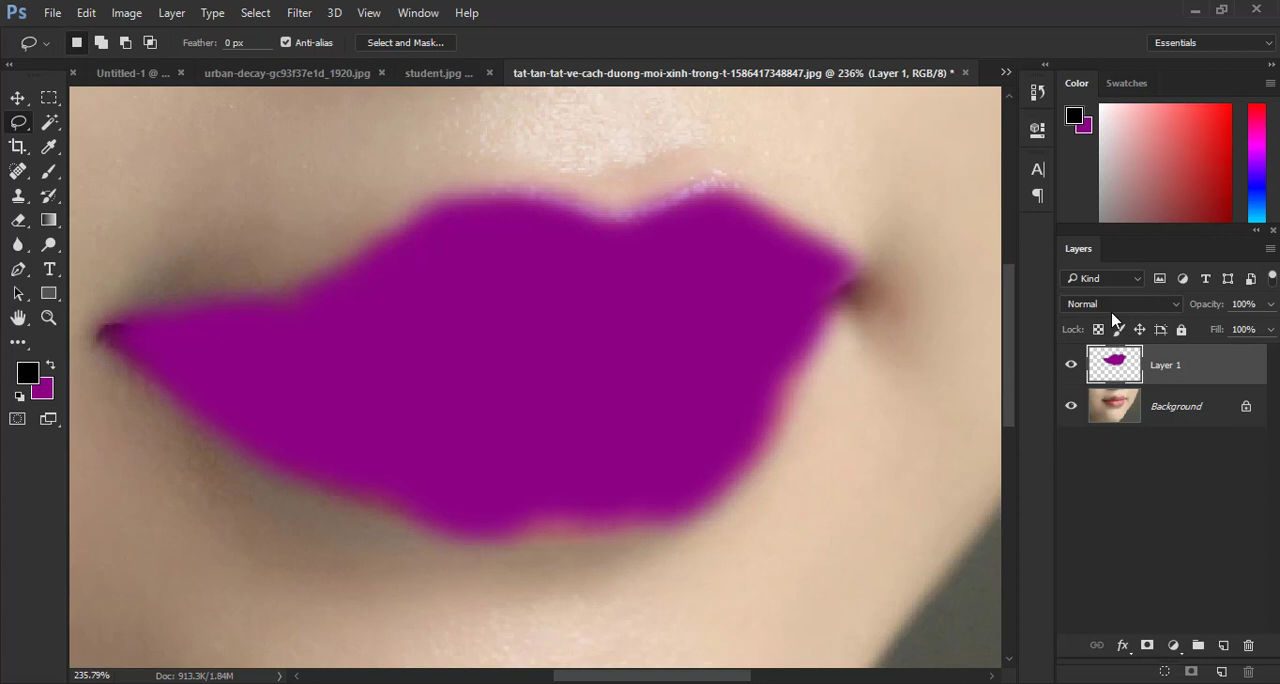 Ps File Edit Image Layer Type Select Filter 3D View Window Help
Feather: 0 px Anti-alias Select and Mask... Essentials
Untitled-1 @ ... × urban-decay-gc93f37e1d_1920.jpg × student.jpg ... × tat-tan-tat-ve-cach-duong-moi-xinh-trong-t-1586417348847.jpg @ 236% (Layer 1, RGB/8) * ×
Color Swatches
Layers
Kind
Normal Opacity: 100%
Lock: Fill: 100%
Layer 1
Background
235.79% Doc: 913.3K/1.84M